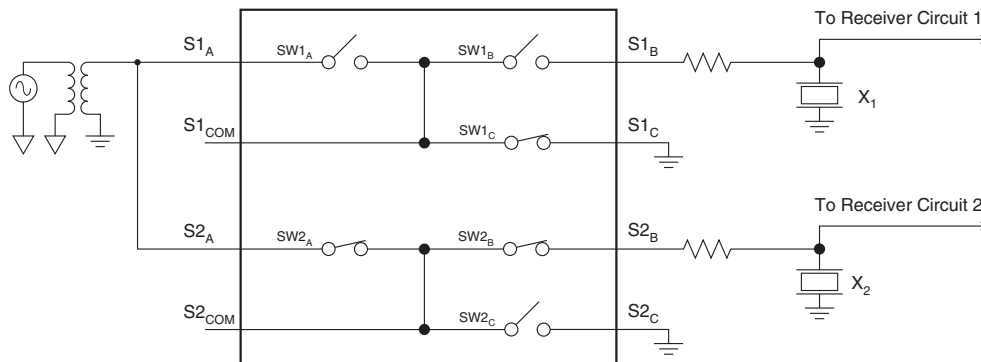 To Receiver Circuit 1
S1A
SW1A
SW1B
S1B
X1
S1COM
SW1C
S1C
To Receiver Circuit 2
S2A
SW2A
SW2B
S2B
X2
S2COM
SW2C
S2C